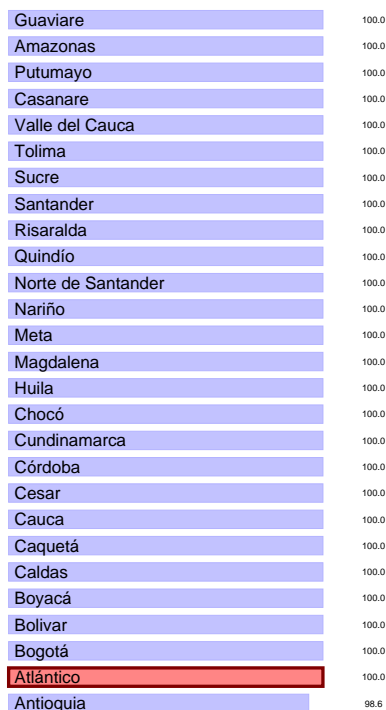 Guaviare 100.0
Amazonas 100.0
Putumayo 100.0
Casanare 100.0
Valle del Cauca 100.0
Tolima 100.0
Sucre 100.0
Santander 100.0
Risaralda 100.0
Quindío 100.0
Norte de Santander 100.0
Nariño 100.0
Meta 100.0
Magdalena 100.0
Huila 100.0
Chocó 100.0
Cundinamarca 100.0
Córdoba 100.0
Cesar 100.0
Cauca 100.0
Caquetá 100.0
Caldas 100.0
Boyacá 100.0
Bolivar 100.0
Bogotá 100.0
Atlántico 100.0
Antioquia 98.6